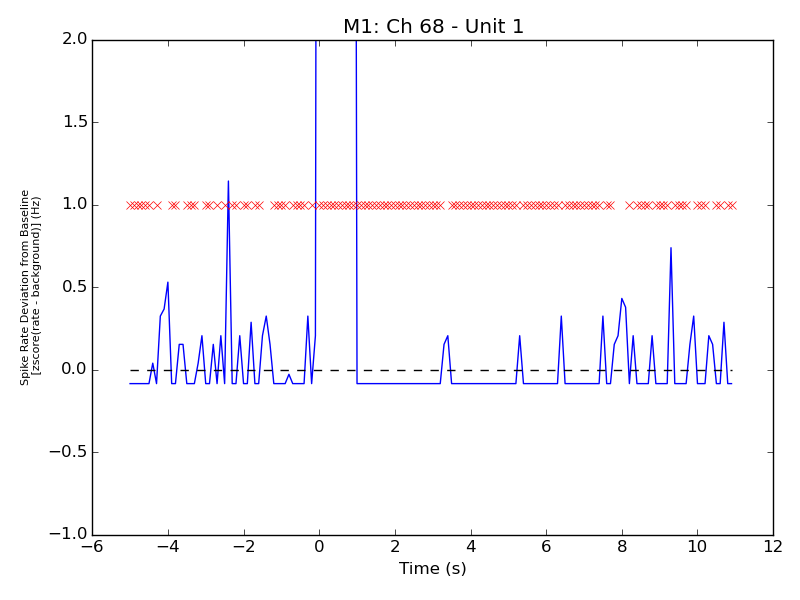 M1: Ch 68 - Unit 1
2.0
1.5
1.0
0.5
0.0
−0.5
−1.0
Spike Rate Deviation from Baseline
[zscore(rate - background)] (Hz)
−6 −4 −2 0 2 4 6 8 10 12
Time (s)